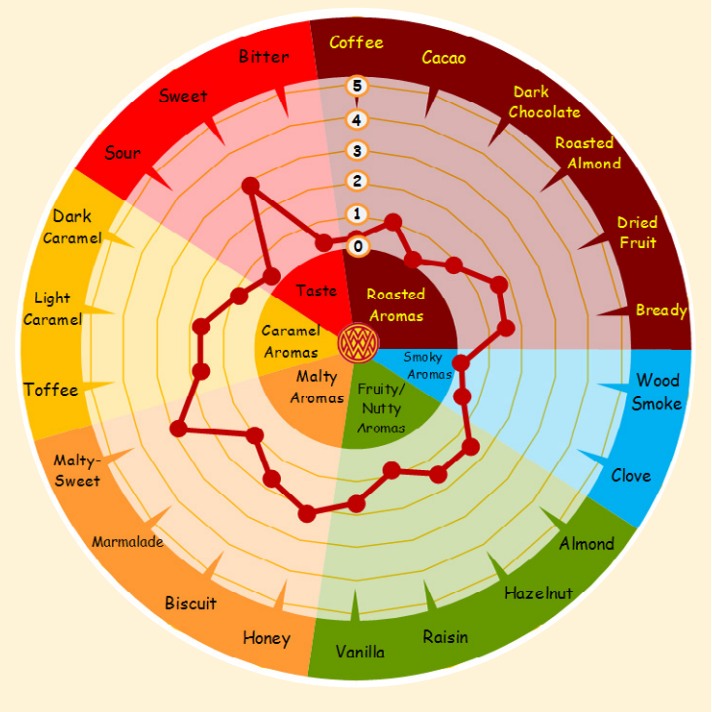 Coffee
Cacao
Dark
Chocolate
Roasted
Almond
Dried
Fruit
Bready
Wood
Smoke
Clove
Almond
Hazelnut
Raisin
Vanilla
Honey
Biscuit
Marmalade
Malty-
Sweet
Toffee
Light
Caramel
Dark
Caramel
Sour
Sweet
Bitter
5
4
3
2
1
0
Taste
Roasted
Aromas
Smoky
Aromas
Fruity/
Nutty
Aromas
Malty
Aromas
Caramel
Aromas